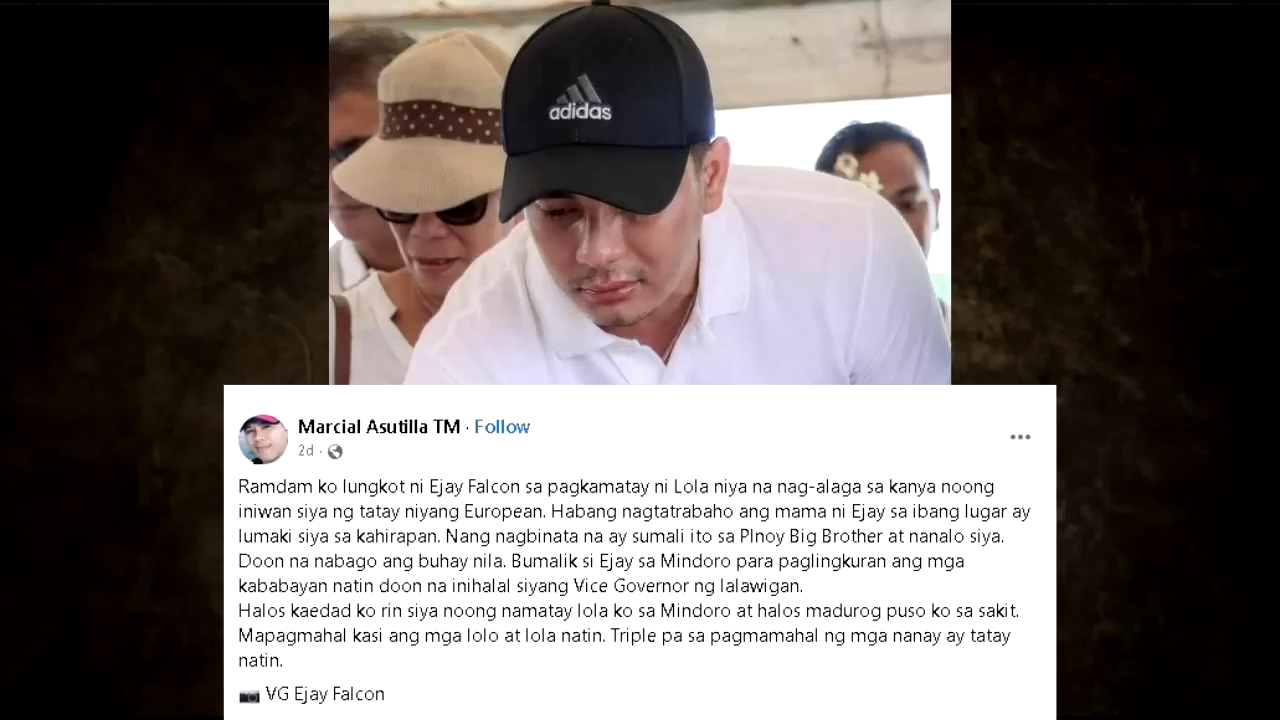 adidas
Marcial Asutilla TM · Follow
2d ·
Ramdam ko lungkot ni Ejay Falcon sa pagkamatay ni Lola niya na nag-alaga sa kanya noong
iniwan siya ng tatay niyang European. Habang nagtatrabaho ang mama ni Ejay sa ibang lugar ay
lumaki siya sa kahirapan. Nang nagbinata na ay sumali ito sa PInoy Big Brother at nanalo siya.
Doon na nabago ang buhay nila. Bumalik si Ejay sa Mindoro para paglingkuran ang mga
kababayan natin doon na inihalal siyang Vice Governor ng lalawigan.
Halos kaedad ko rin siya noong namatay lola ko sa Mindoro at halos madurog puso ko sa sakit.
Mapagmahal kasi ang mga lolo at lola natin. Triple pa sa pagmamahal ng mga nanay ay tatay
natin.
📷 VG Ejay Falcon